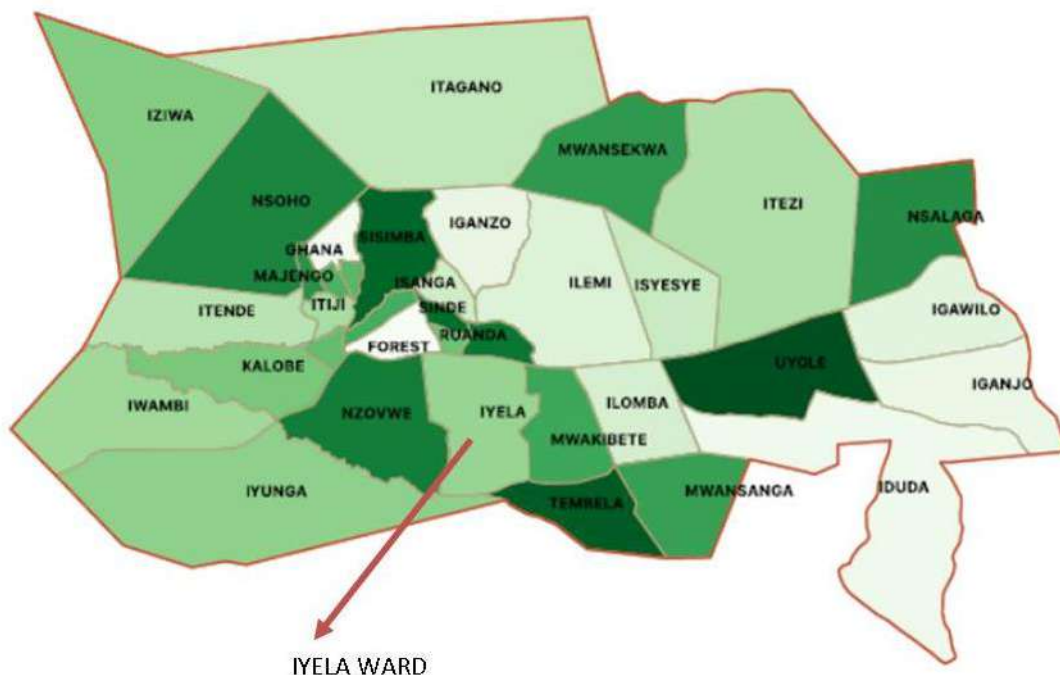 ITAGANO
IZIWA
MWANSEKWA
NSOHO
ITEZI
NSALAGA
IGANZO
SISIMBA
GHANA
MAJENGO
ISANGA
ILEMI
ISYESYE
ITIJI
SINDE
ITENDE
IGAWILO
RUANDA
FOREST
UYOLE
KALOBE
IGANJO
IWAMBI
NZOVWE
IYELA
ILOMBA
MWAKIBETE
IYUNGA
MWANSANGA
IDUDA
TEMBELA
IYELA WARD